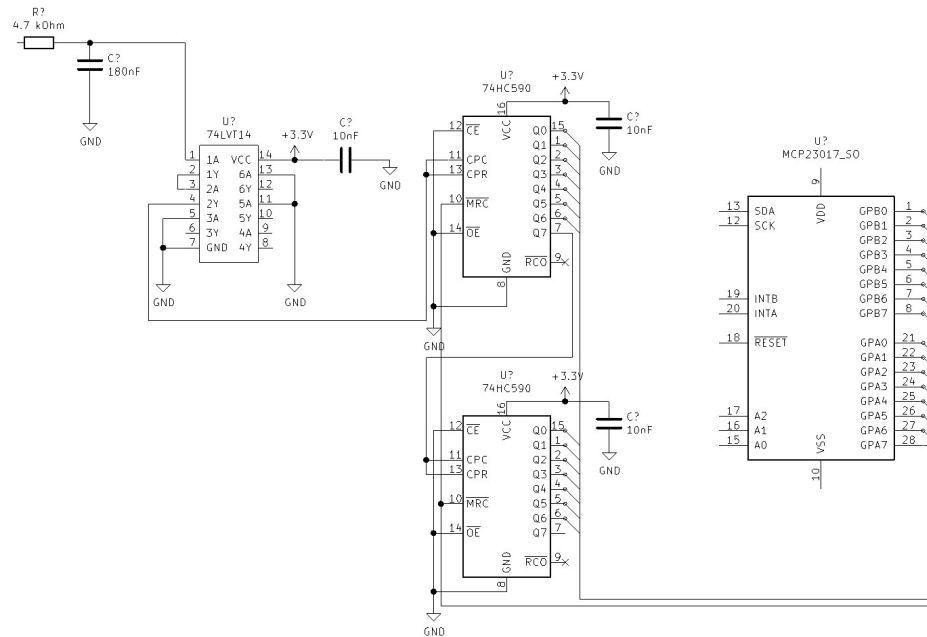 R?
4.7 kOhm
C?
180nF
GND
U?
74LVT14
1 1A VCC 14
2 1Y 6A 13
3 2A 6Y 12
4 2Y 5A 11
5 3A 5Y 10
6 3Y 4A 9
7 GND 4Y 8
GND
+3.3V
C?
10nF
GND
GND
U?
74HC590
+3.3V
C?
10nF
GND
16
VCC
12 CE Q0 15
Q1 1
11 CPC Q2 2
13 CPR Q3 3
Q4 4
10 MRC Q5 5
Q6 6
14 OE Q7 7
GND
RCO 9
8
GND
U?
74HC590
+3.3V
C?
10nF
GND
16
VCC
12 CE Q0 15
Q1 1
11 CPC Q2 2
13 CPR Q3 3
Q4 4
10 MRC Q5 5
Q6 6
14 OE Q7 7
GND
RCO 9
8
GND
U?
MCP23017_SO
9
VDD
13 SDA GPB0 1
12 SCK GPB1 2
GPB2 3
GPB3 4
GPB4 5
GPB5 6
19 INTB GPB6 7
20 INTA GPB7 8
18 RESET GPA0 21
GPA1 22
GPA2 23
GPA3 24
GPA4 25
17 A2 GPA5 26
16 A1 GPA6 27
15 A0 GPA7 28
VSS
10